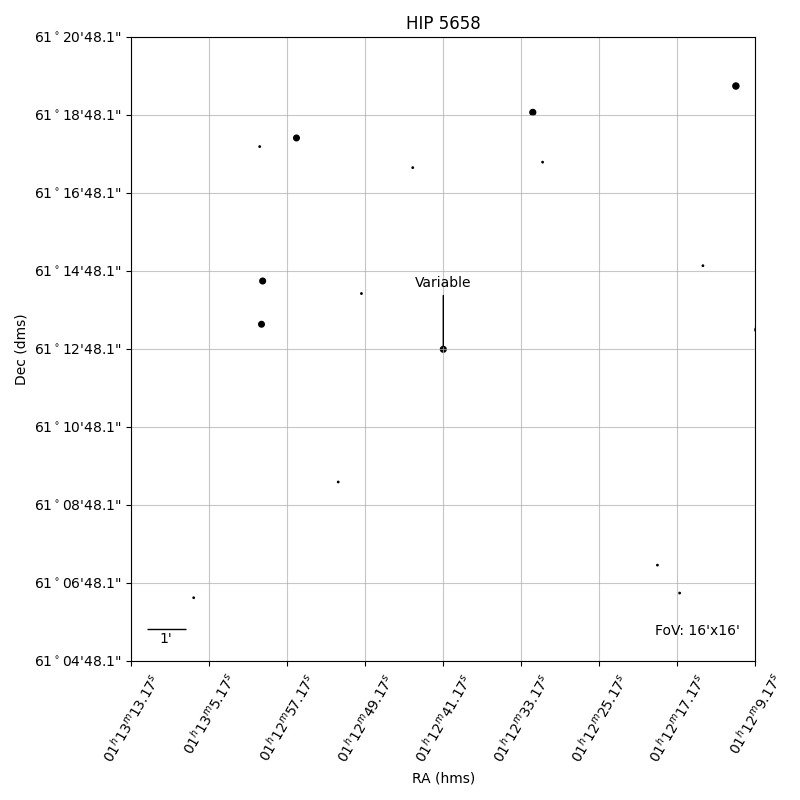 HIP 5658
61°20'48.1"
61°18'48.1"
61°16'48.1"
61°14'48.1"
61°12'48.1"
61°10'48.1"
61°08'48.1"
61°06'48.1"
61°04'48.1"
Dec (dms)
Variable
1'
FoV: 16'x16'
01ʰ13ᵐ13.17ˢ
01ʰ13ᵐ5.17ˢ
01ʰ12ᵐ57.17ˢ
01ʰ12ᵐ49.17ˢ
01ʰ12ᵐ41.17ˢ
01ʰ12ᵐ33.17ˢ
01ʰ12ᵐ25.17ˢ
01ʰ12ᵐ17.17ˢ
01ʰ12ᵐ9.17ˢ
RA (hms)